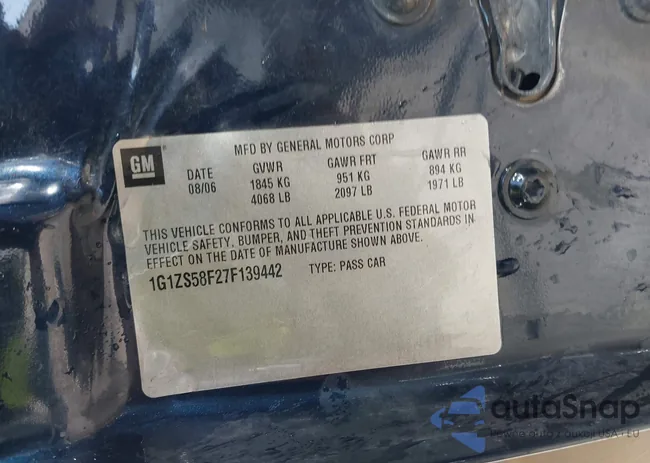 MFD BY GENERAL MOTORS CORP
GM
DATE GVWR GAWR FRT GAWR RR
08/06 1845 KG 951 KG 894 KG
4068 LB 2097 LB 1971 LB
THIS VEHICLE CONFORMS TO ALL APPLICABLE U.S. FEDERAL MOTOR
VEHICLE SAFETY, BUMPER, AND THEFT PREVENTION STANDARDS IN
EFFECT ON THE DATE OF MANUFACTURE SHOWN ABOVE.
1G1ZS58F27F139442 TYPE: PASS CAR
autoSnap
USA - EU